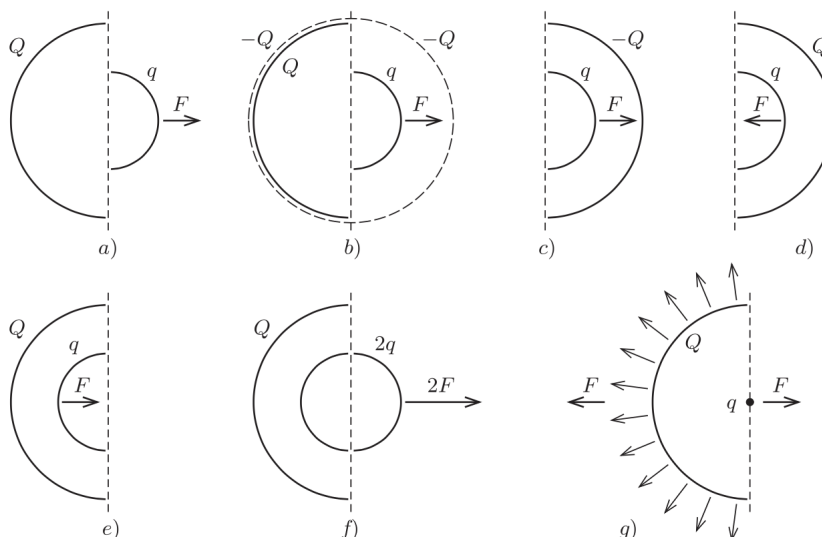 Q q F
-Q Q q F -Q
q F -Q
F q Q
a) b) c) d)
Q q F
Q 2q 2F
F Q q F
e) f) g)